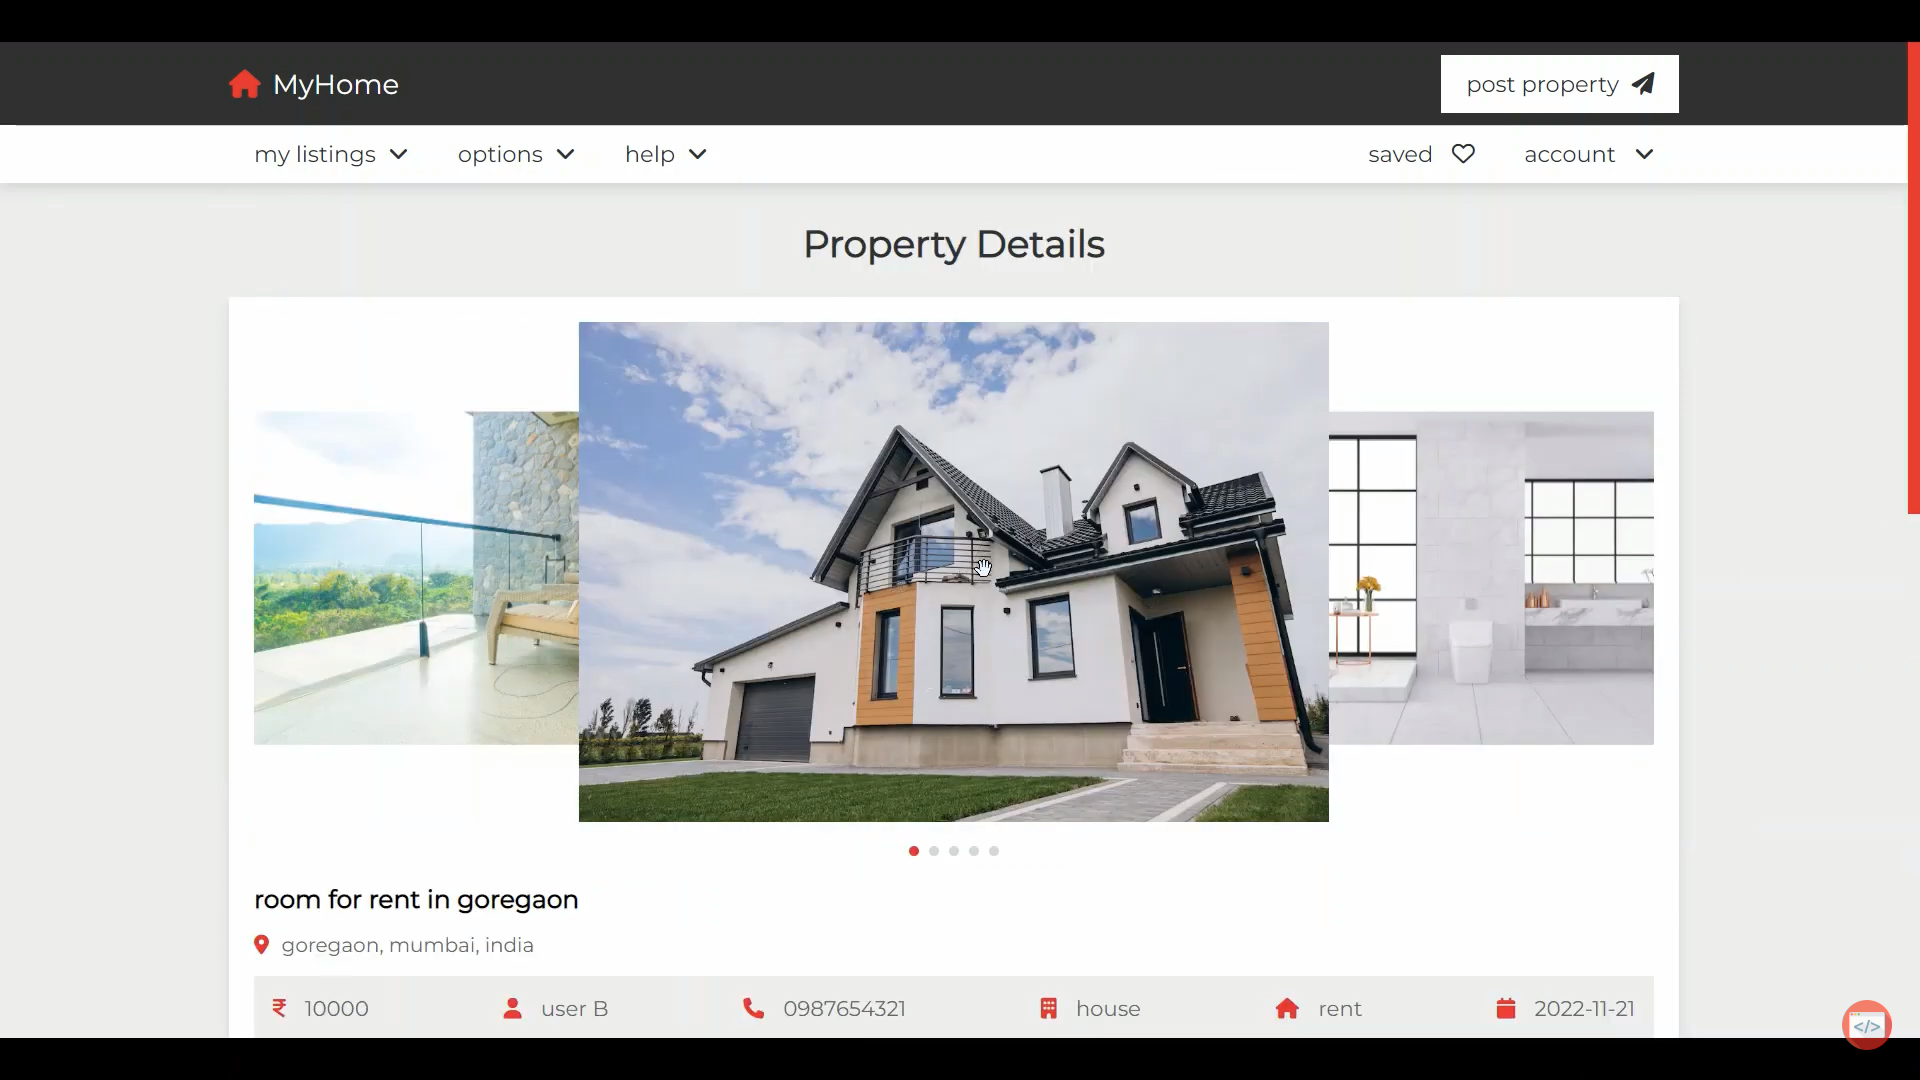 MyHome
post property
my listings
options
help
saved
account
Property Details
room for rent in goregaon
goregaon, mumbai, india
₹ 10000
user B
0987654321
house
rent
2022-11-21
</>